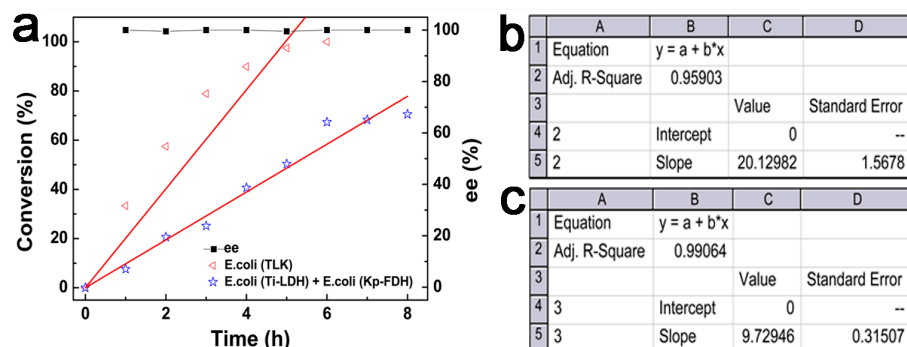 a
100
80
60
40
20
0
Conversion (%)
100
80
60
40
20
0
ee (%)
ee
E.coli (TLK)
E.coli (Ti-LDH) + E.coli (Kp-FDH)
0 2 4 6 8
Time (h)
b
A B C D
1 Equation y = a + b*x
2 Adj. R-Square 0.95903
3 Value Standard Error
4 2 Intercept 0 --
5 2 Slope 20.12982 1.5678
c
A B C D
1 Equation y = a + b*x
2 Adj. R-Square 0.99064
3 Value Standard Error
4 3 Intercept 0 --
5 3 Slope 9.72946 0.31507